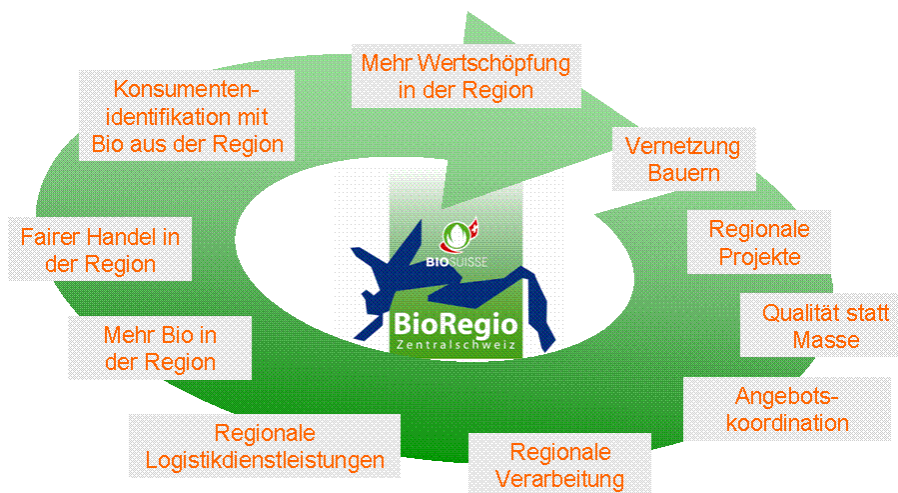 Mehr Wertschöpfung
in der Region
Vernetzung
Bauern
Regionale
Projekte
Qualität statt
Masse
Angebots-
koordination
Regionale
Verarbeitung
Regionale
Logistikdienstleistungen
Mehr Bio in
der Region
Fairer Handel in
der Region
Konsumenten-
identifikation mit
Bio aus der Region
BIOSUISSE
BioRegio
Zentralschweiz